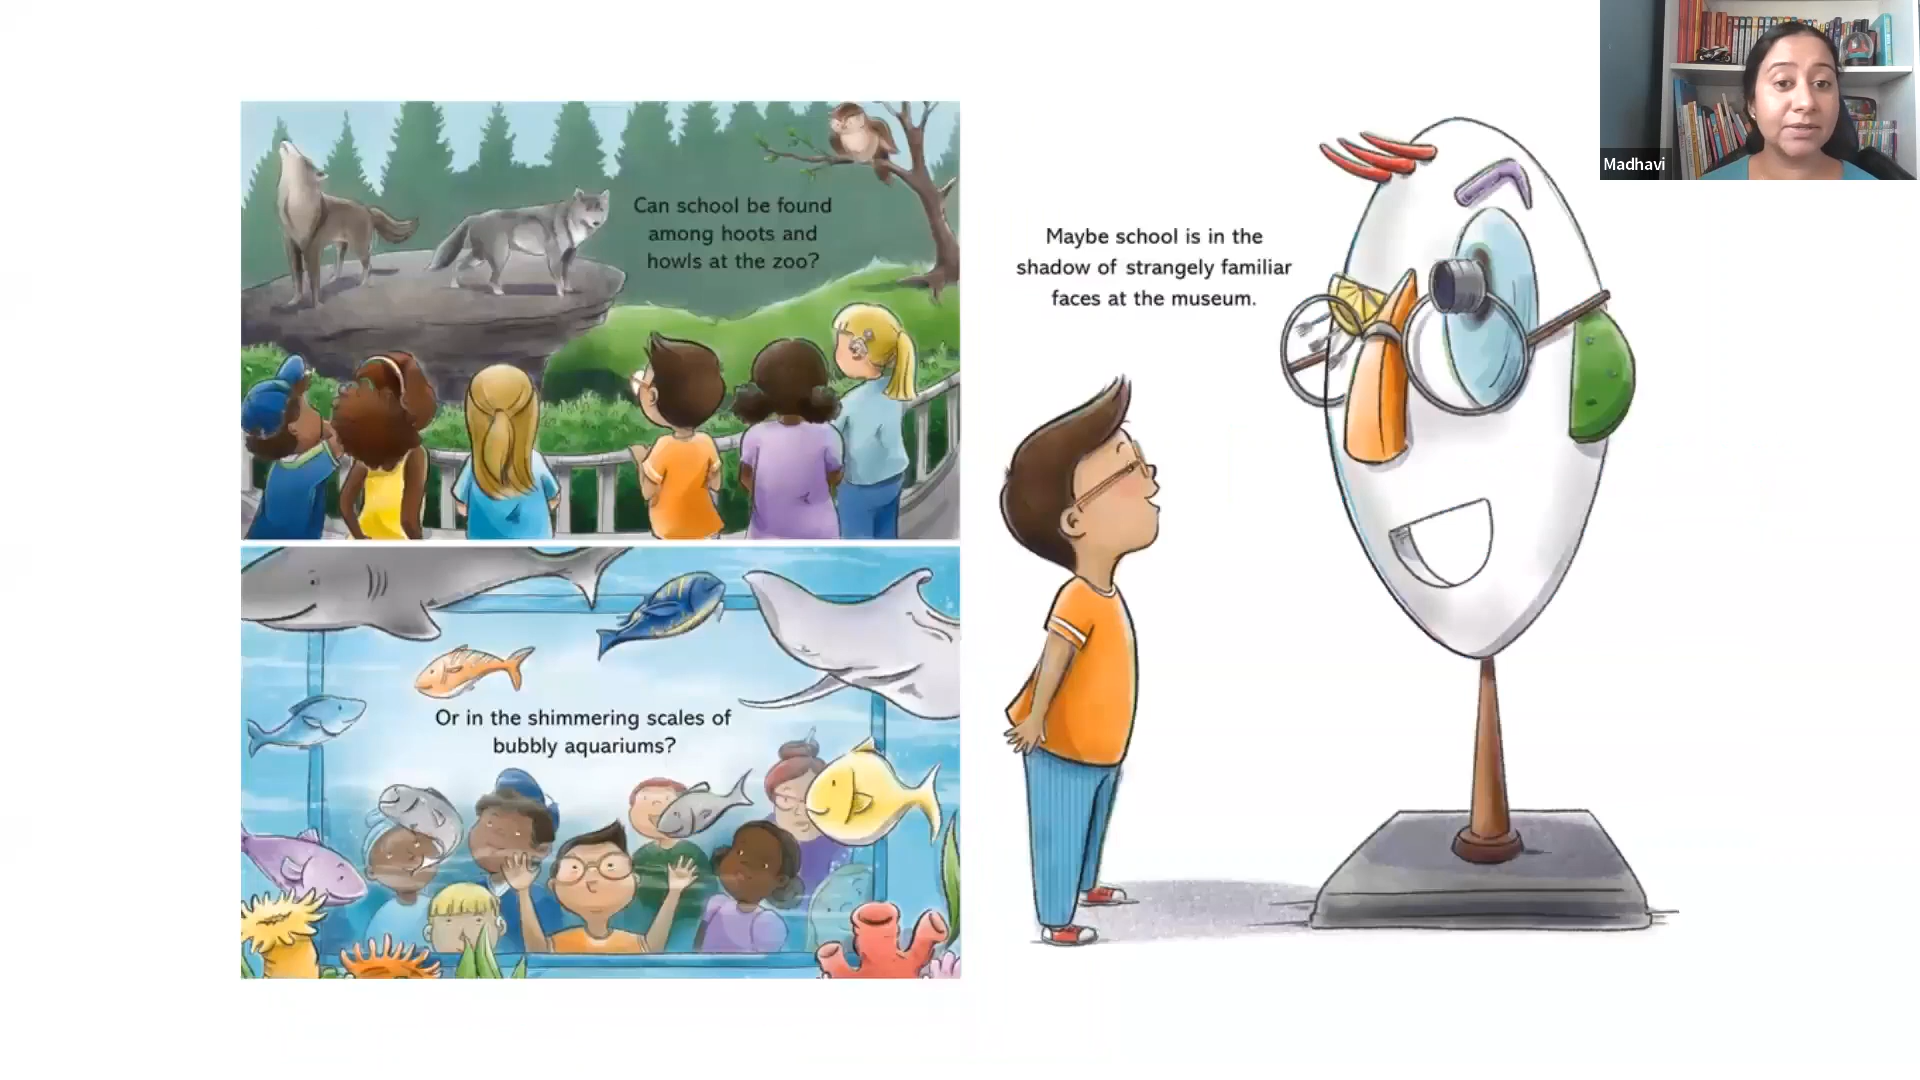 Can school be found
among hoots and
howls at the zoo?
Or in the shimmering scales of
bubbly aquariums?
Maybe school is in the
shadow of strangely familiar
faces at the museum.
Madhavi